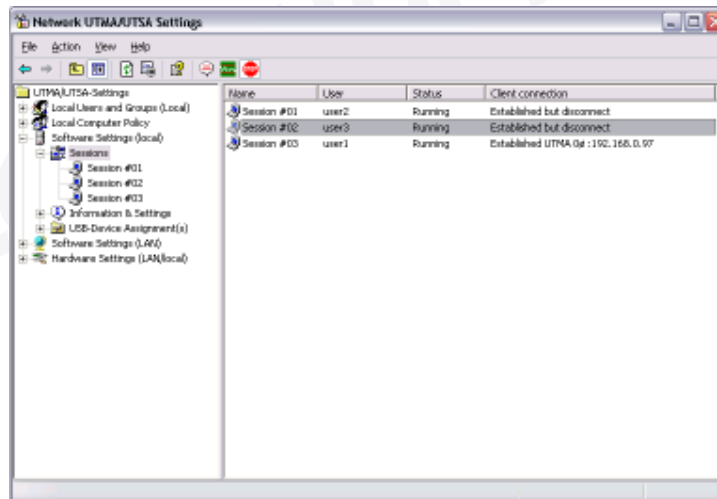 Network UTMA/UTSA Settings
File Action View Help
UTMA/UTSA-Settings
Local Users and Groups (Local)
Local Computer Policy
Software Settings (local)
Sessions
Session #01
Session #02
Session #03
Information & Settings
USB-Device Assignment(s)
Software Settings (LAN)
Hardware Settings (LAN/local)
Name User Status Client connection
Session #01 user2 Running Established but disconnect
Session #02 user3 Running Established but disconnect
Session #03 user1 Running Established UTMA :192.168.0.97